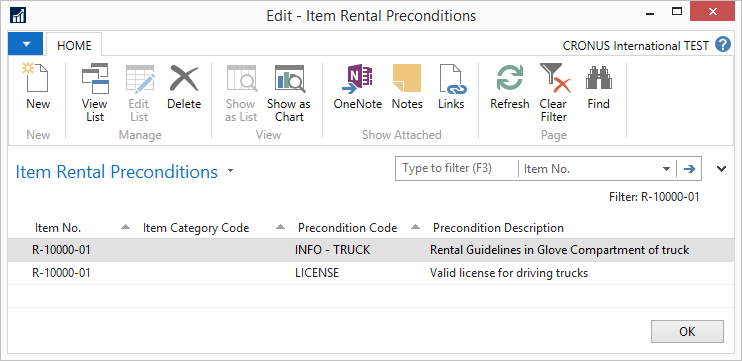 Edit - Item Rental Preconditions
HOME
CRONUS International TEST
New
View List
Edit List
Delete
Show as List
Show as Chart
OneNote
Notes
Links
Refresh
Clear Filter
Find
New
Manage
View
Show Attached
Page
Item Rental Preconditions
Type to filter (F3)
Item No.
Filter: R-10000-01
Item No. Item Category Code Precondition Code Precondition Description
R-10000-01 INFO - TRUCK Rental Guidelines in Glove Compartment of truck
R-10000-01 LICENSE Valid license for driving trucks
OK